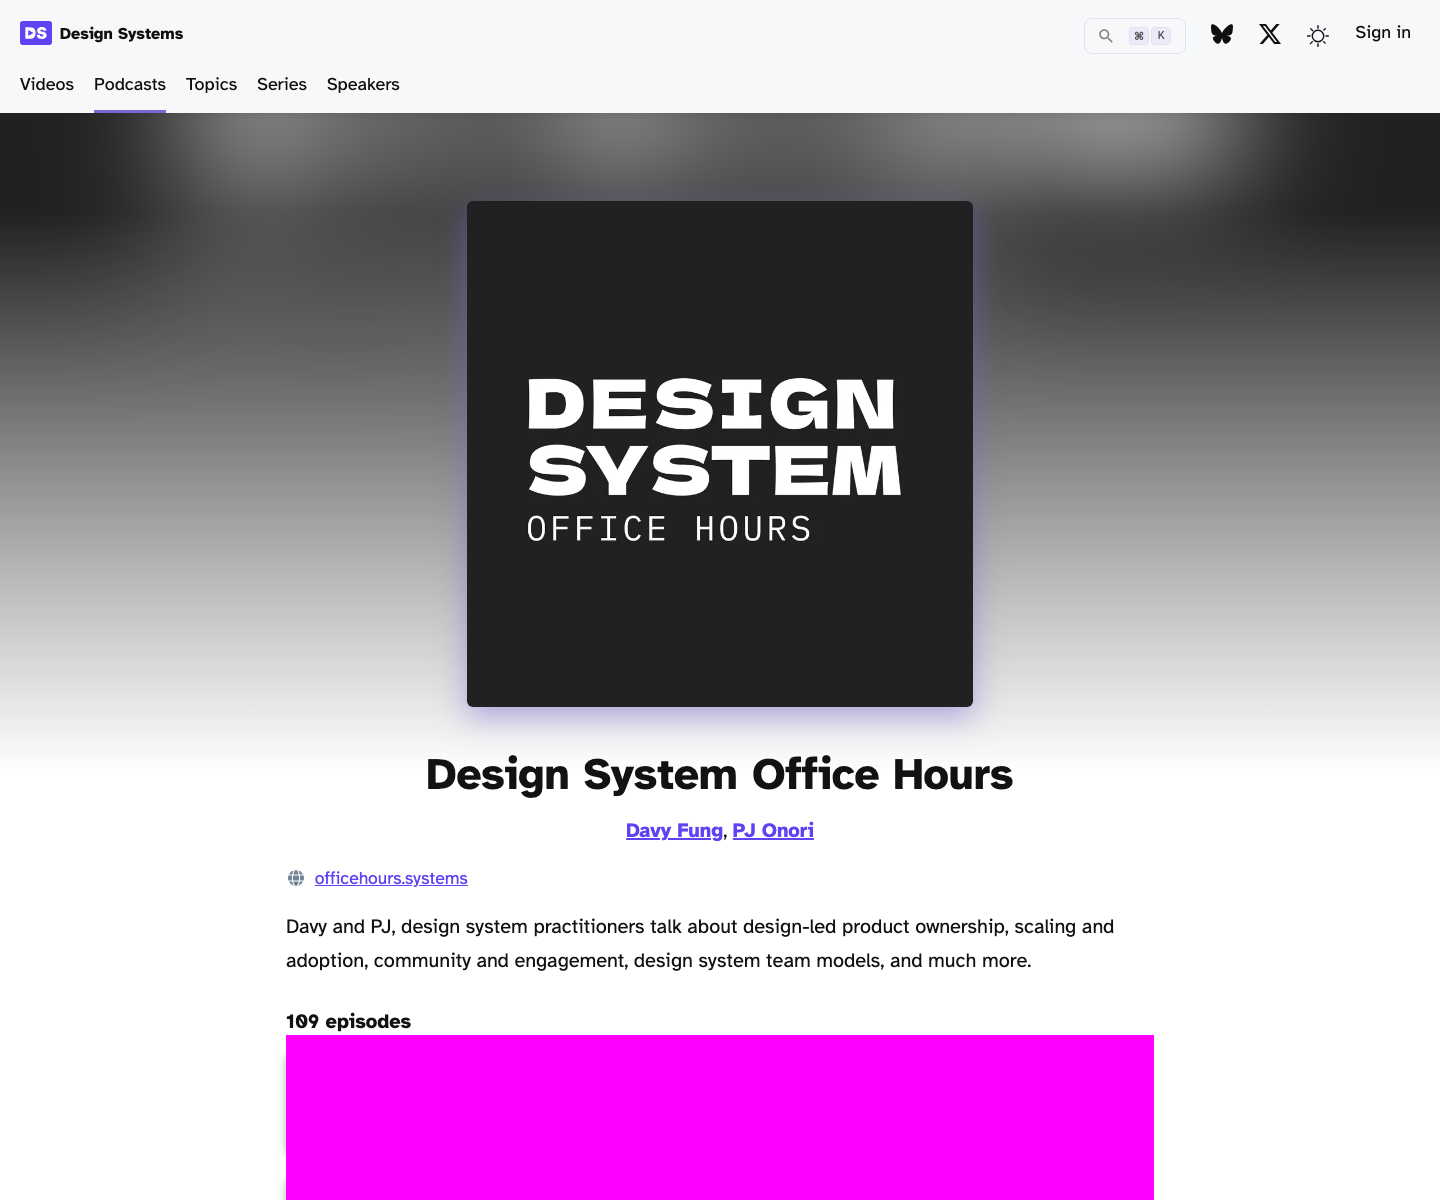 DS Design Systems
⌘ K
Sign in
Videos
Podcasts
Topics
Series
Speakers
DESIGN
SYSTEM
OFFICE HOURS
Design System Office Hours
Davy Fung, PJ Onori
officehours.systems
Davy and PJ, design system practitioners talk about design-led product ownership, scaling and
adoption, community and engagement, design system team models, and much more.
109 episodes